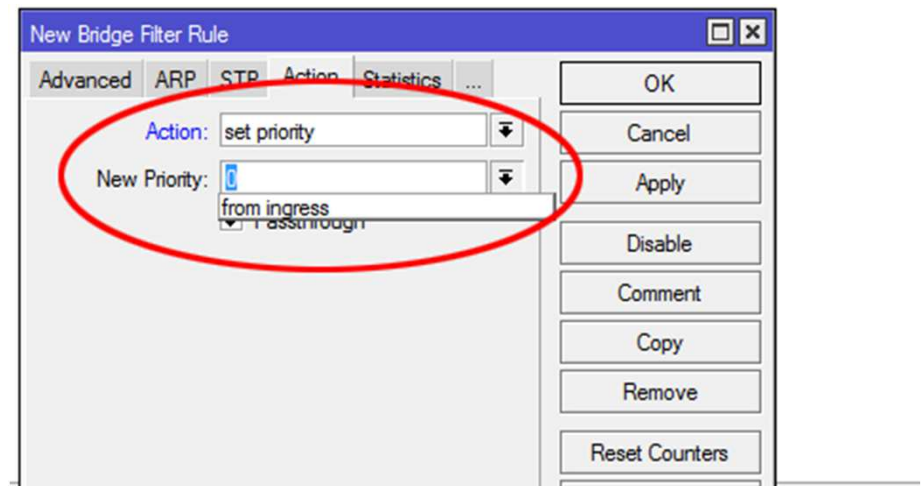 New Bridge Filter Rule
Advanced ARP STP Action Statistics ...
Action: set priority
New Priority: 0
from ingress
Passthrough
OK
Cancel
Apply
Disable
Comment
Copy
Remove
Reset Counters